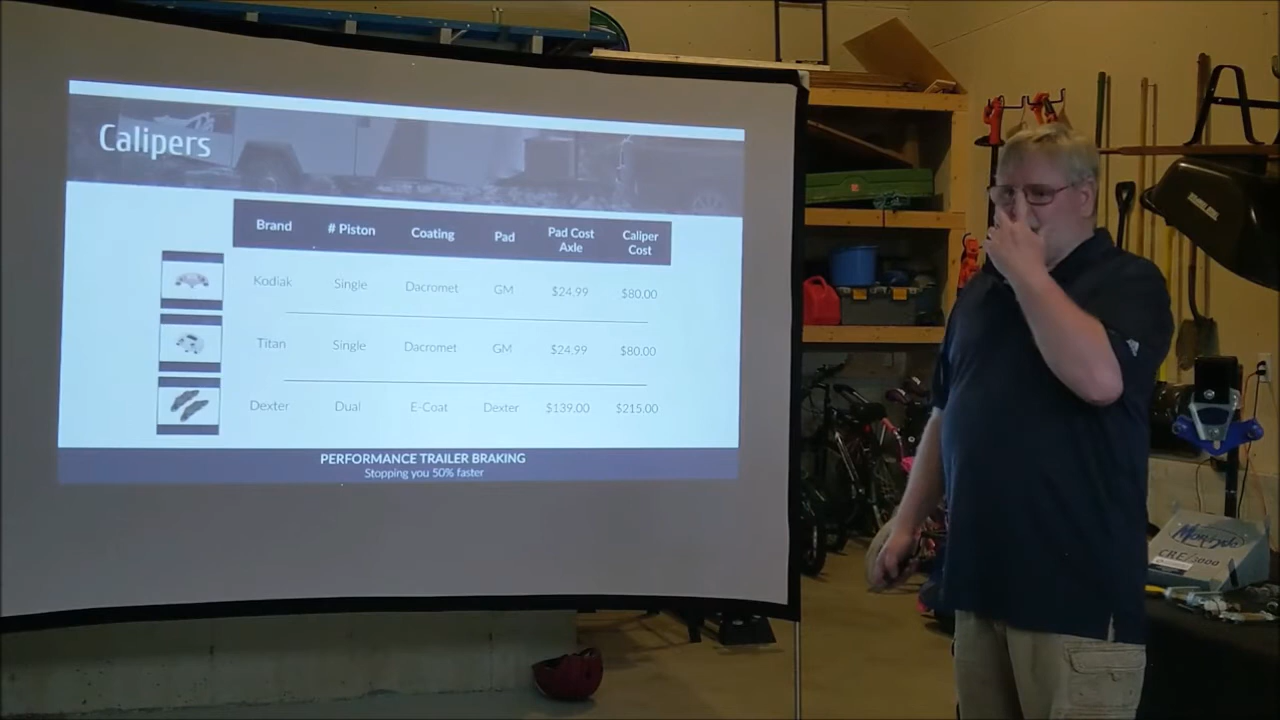 Calipers
Brand # Piston Coating Pad Pad Cost Axle Caliper Cost
Kodiak Single Dacromet GM $24.99 $80.00
Titan Single Dacromet GM $24.99 $80.00
Dexter Dual E-Coat Dexter $139.00 $215.00
PERFORMANCE TRAILER BRAKING
Stopping you 50% faster